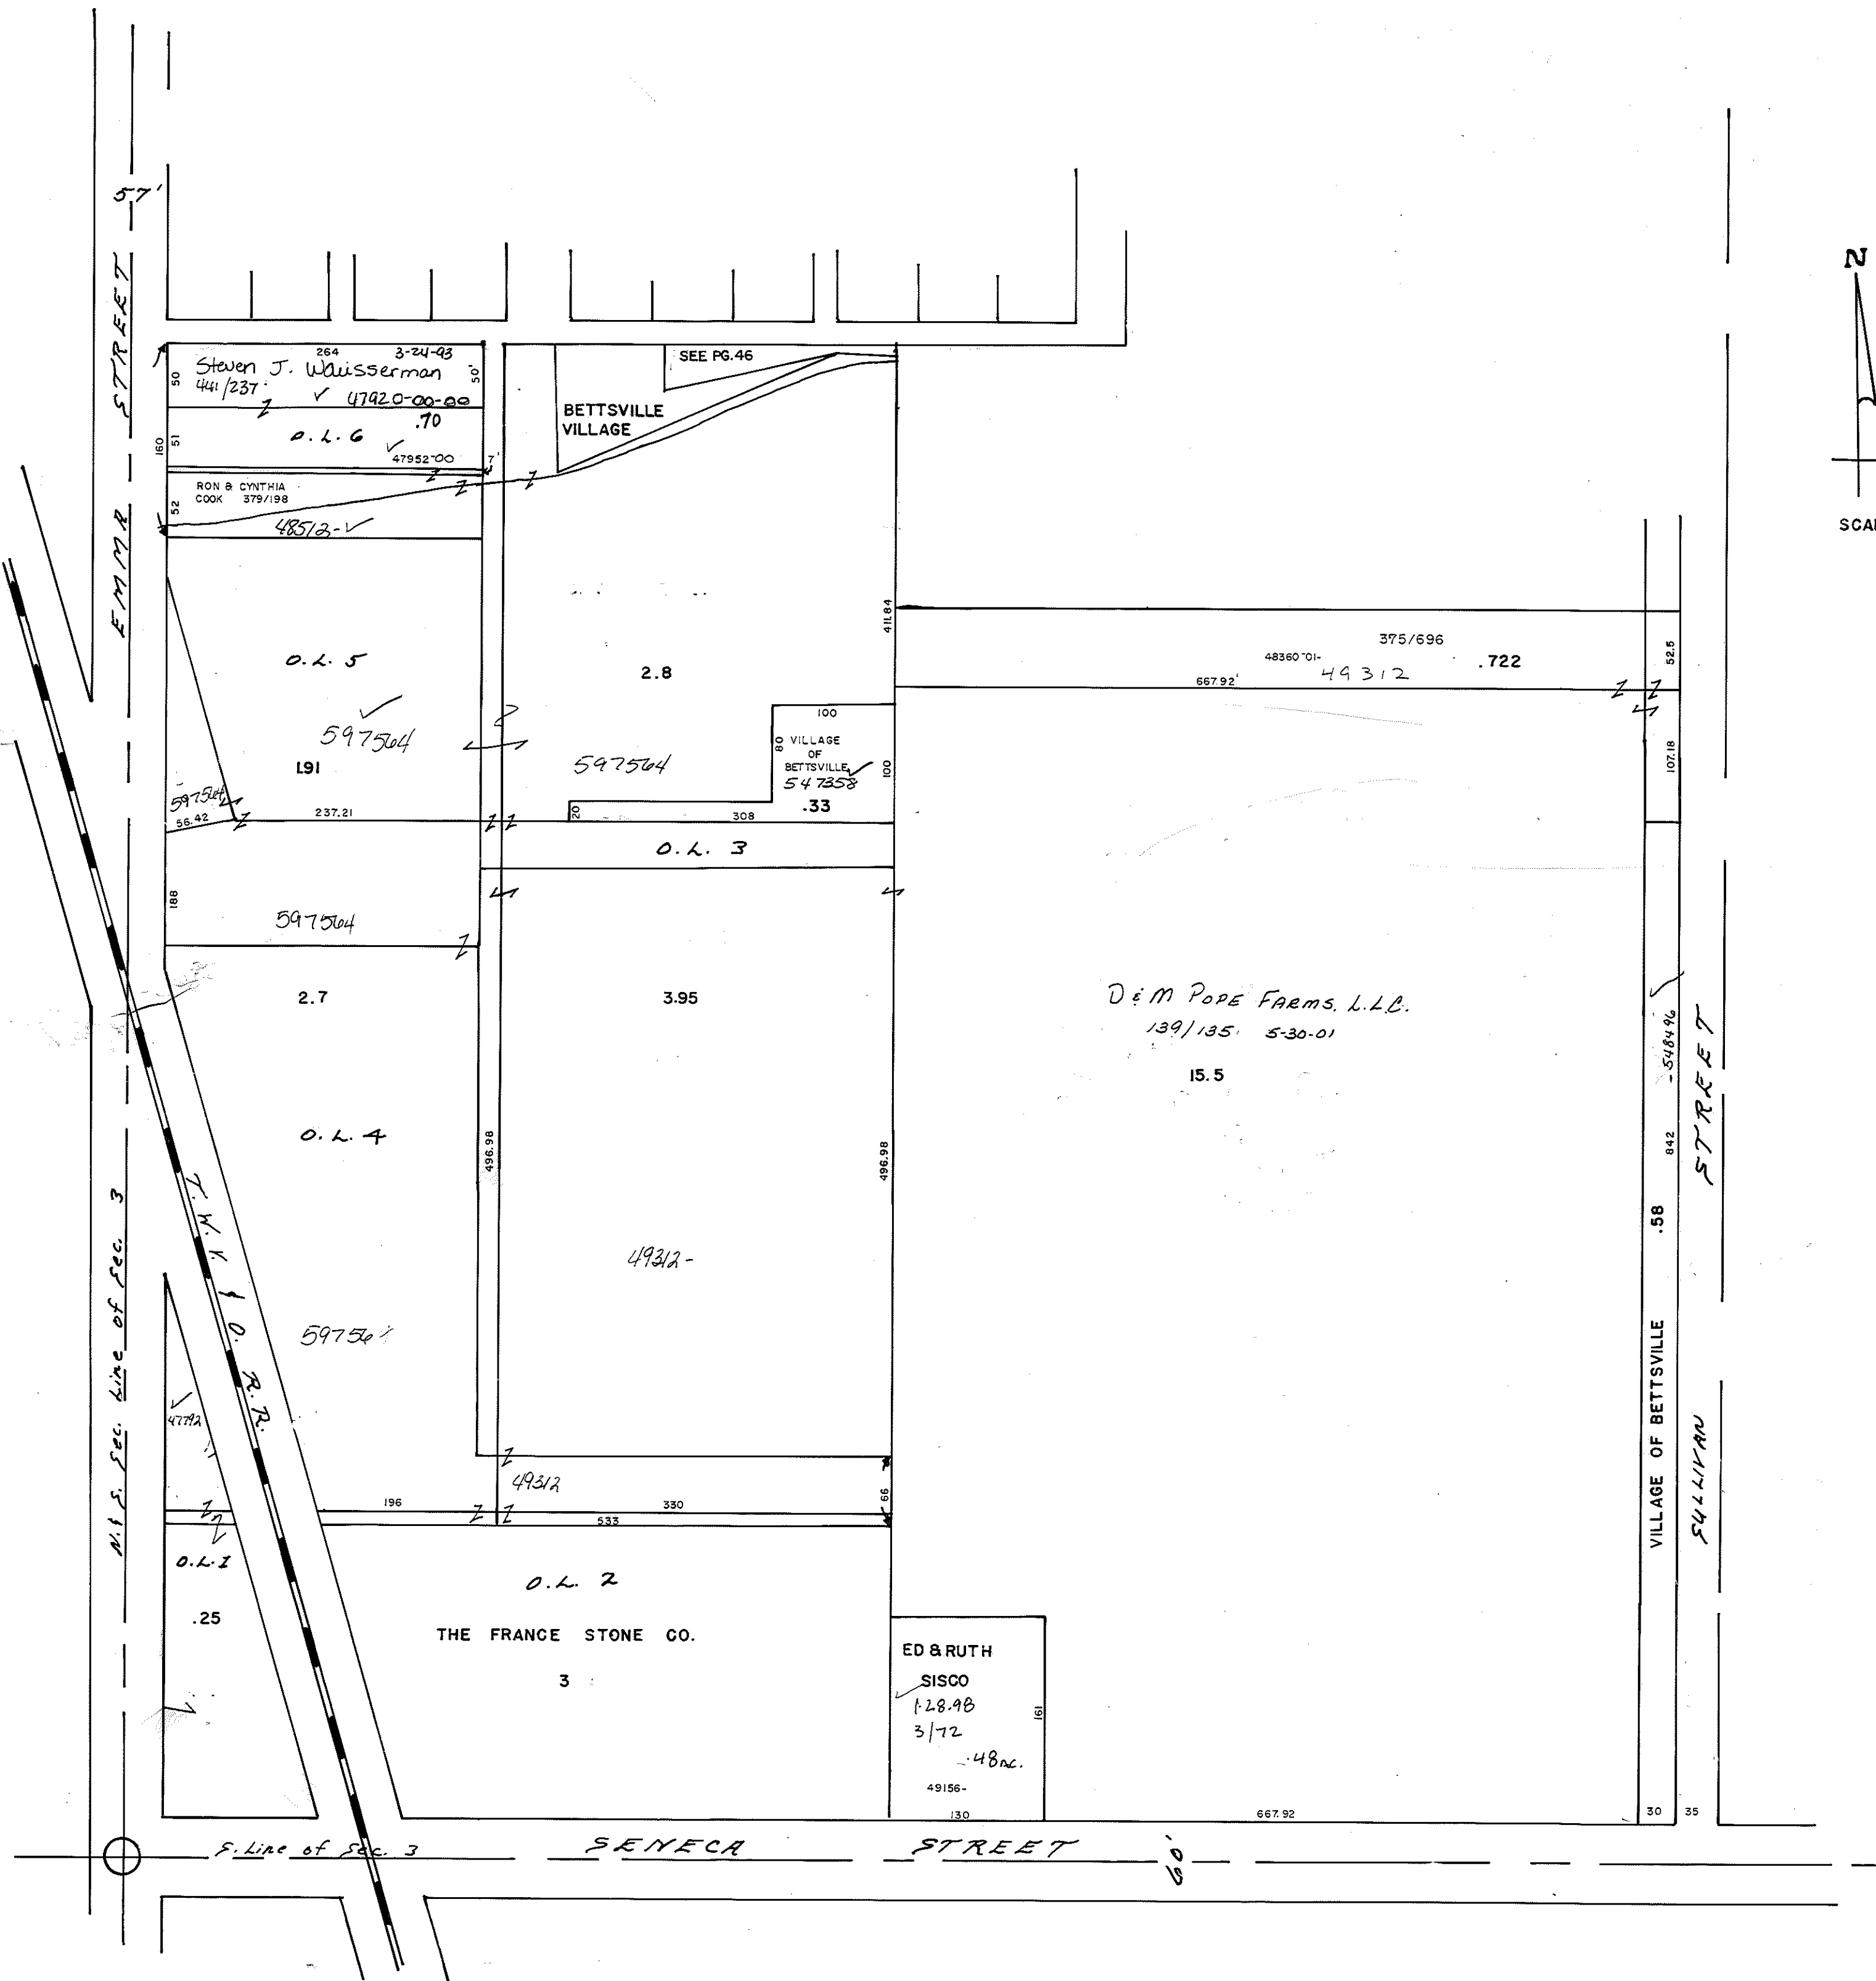 57'
EMMR STREET
264
3-24-93
Steven J. Wausserman
441/237
47920-00-00
50
50'
.70
O.L. 6
47952-00
160
51
7'
RON & CYNTHIA
COOK 379/198
52
48512-
SEE PG.46
BETTSVILLE
VILLAGE
N
SCAL
O.L. 5
597564
1.91
597564
56.42
237.21
2.8
597564
411.84
100
80
VILLAGE
OF
BETTSVILLE
547358
.33
100
20
308
375/696
48360-01-
49312
.722
667.92'
52.5
107.18
O.L. 3
188
597564
2.7
O.L. 4
3.95
496.98
496.98
49312-
D & M POPE FARMS, L.L.C.
139/135 5-30-01
15.5
-548496
842
.58
VILLAGE OF BETTSVILLE
SULLIVAN STREET
T. W. V. & O. R.R.
N. & S. Sec. Line of Sec. 3
47792
49312
196
330
66
533
O.L. 1
.25
O.L. 2
THE FRANCE STONE CO.
3
ED & RUTH
SISCO
1.28.98
3/72
.48 ac.
49156-
161
130
667.92
30
35
S. Line of Sec. 3
SENECA STREET
60'